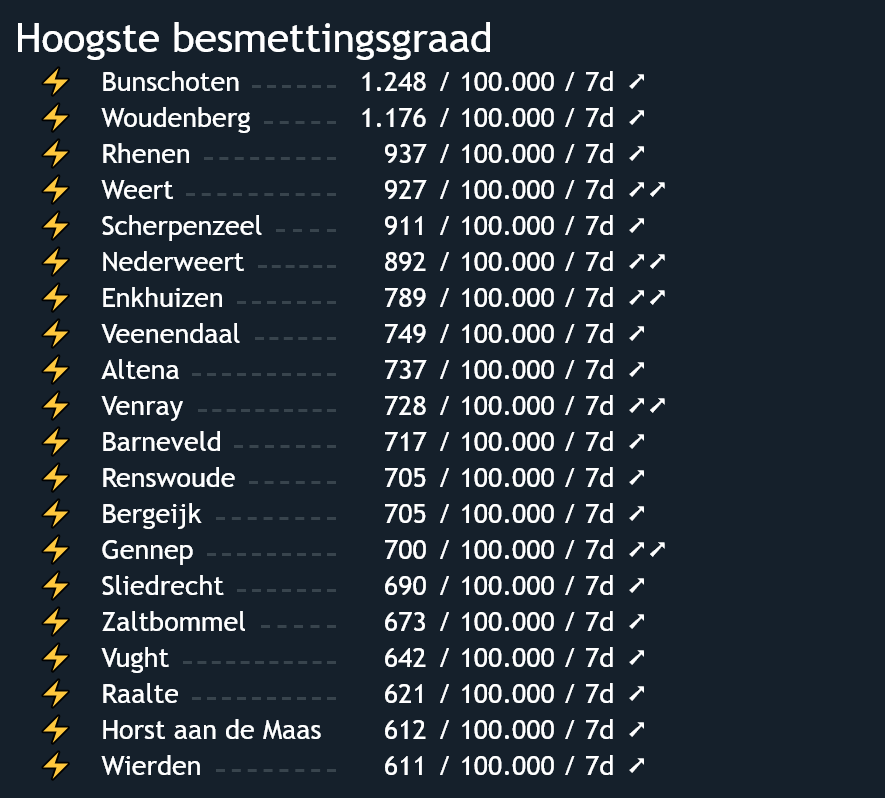 Hoogste besmettingsgraad
⚡ Bunschoten ------ 1.248 / 100.000 / 7d ➚
⚡ Woudenberg ----- 1.176 / 100.000 / 7d ➚
⚡ Rhenen --------- 937 / 100.000 / 7d ➚
⚡ Weert ---------- 927 / 100.000 / 7d ➚➚
⚡ Scherpenzeel ---- 911 / 100.000 / 7d ➚
⚡ Nederweert ----- 892 / 100.000 / 7d ➚➚
⚡ Enkhuizen ------ 789 / 100.000 / 7d ➚➚
⚡ Veenendaal ----- 749 / 100.000 / 7d ➚
⚡ Altena --------- 737 / 100.000 / 7d ➚
⚡ Venray --------- 728 / 100.000 / 7d ➚➚
⚡ Barneveld ------ 717 / 100.000 / 7d ➚
⚡ Renswoude ------ 705 / 100.000 / 7d ➚
⚡ Bergeijk -------- 705 / 100.000 / 7d ➚
⚡ Gennep -------- 700 / 100.000 / 7d ➚➚
⚡ Sliedrecht ------ 690 / 100.000 / 7d ➚
⚡ Zaltbommel ----- 673 / 100.000 / 7d ➚
⚡ Vught ---------- 642 / 100.000 / 7d ➚
⚡ Raalte --------- 621 / 100.000 / 7d ➚
⚡ Horst aan de Maas 612 / 100.000 / 7d ➚
⚡ Wierden -------- 611 / 100.000 / 7d ➚